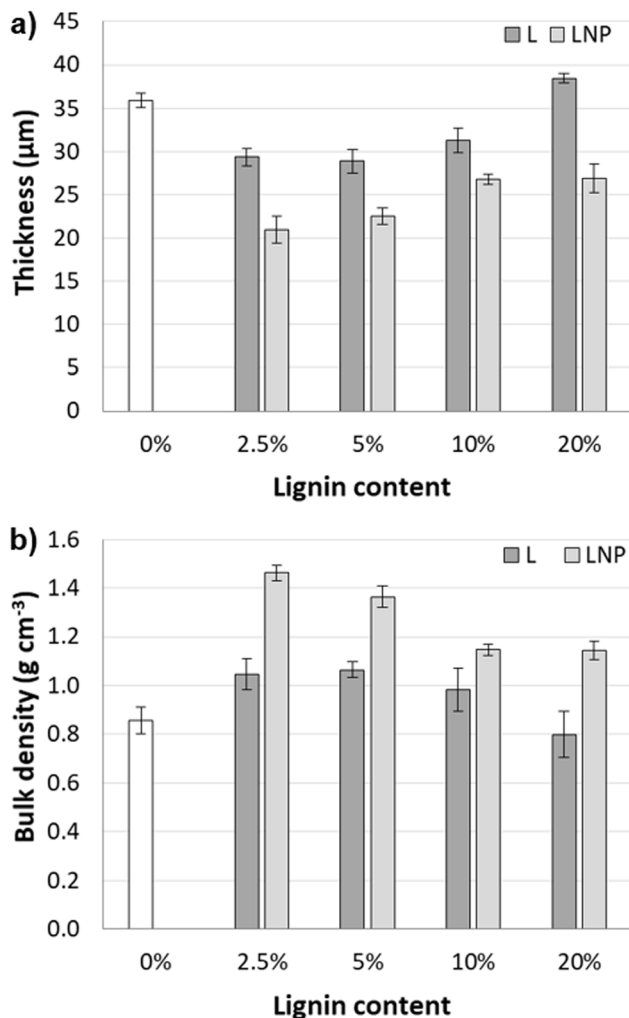 a)
L LNP
Thickness (µm)
45
40
35
30
25
20
15
10
5
0
0% 2.5% 5% 10% 20%
Lignin content
b)
L LNP
Bulk density (g cm⁻³)
1.6
1.4
1.2
1.0
0.8
0.6
0.4
0.2
0.0
0% 2.5% 5% 10% 20%
Lignin content